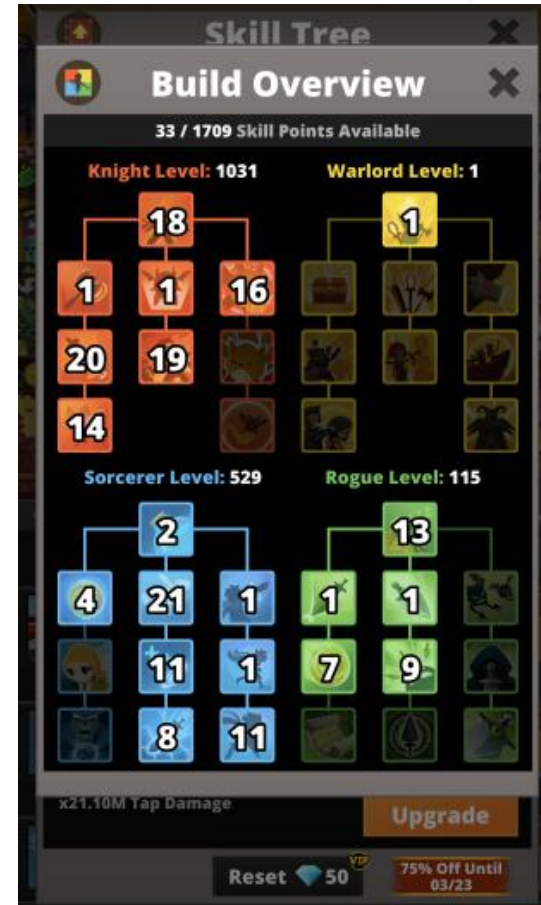 Skill Tree
Build Overview
33 / 1709 Skill Points Available
Knight Level: 1031
Warlord Level: 1
18
1
1 1 16
20 19
14
Sorcerer Level: 529
Rogue Level: 115
2
13
4 21 1 1 1
11 1 7 9
8 11
x21.10M Tap Damage
Upgrade
Reset 50
VIP
75% Off Until
03/23